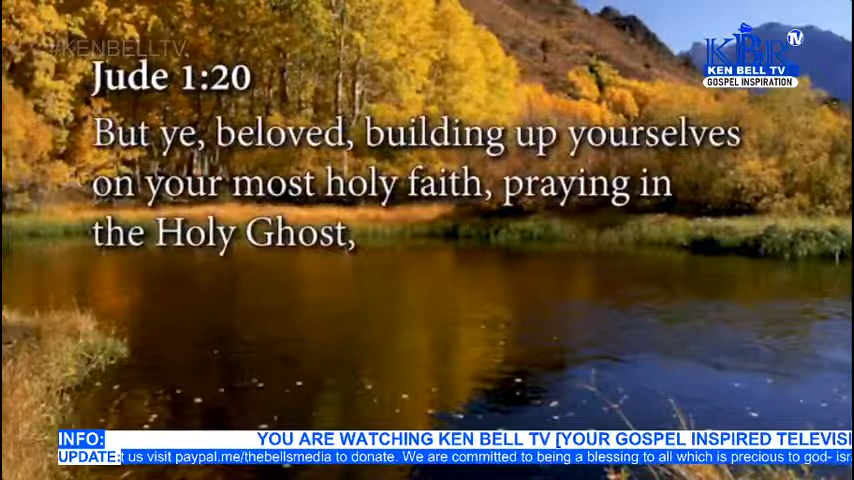 #KENBELLTV
KBR TV
KEN BELL TV
GOSPEL INSPIRATION
Jude 1:20
But ye, beloved, building up yourselves
on your most holy faith, praying in
the Holy Ghost,
INFO: YOU ARE WATCHING KEN BELL TV [YOUR GOSPEL INSPIRED TELEVISI
UPDATE: t us visit paypal.me/thebellsmedia to donate. We are committed to being a blessing to all which is precious to god- isr